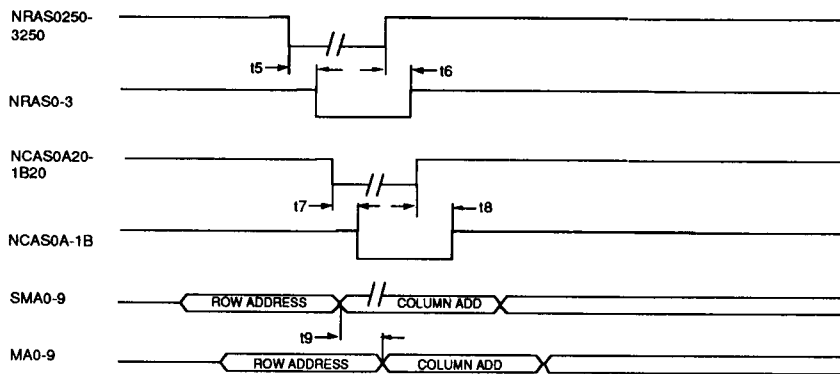 NRAS0250-
3250
t5
t6
NRAS0-3
NCAS0A20-
1B20
t7
t8
NCAS0A-1B
SMA0-9
ROW ADDRESS
COLUMN ADD
t9
MA0-9
ROW ADDRESS
COLUMN ADD